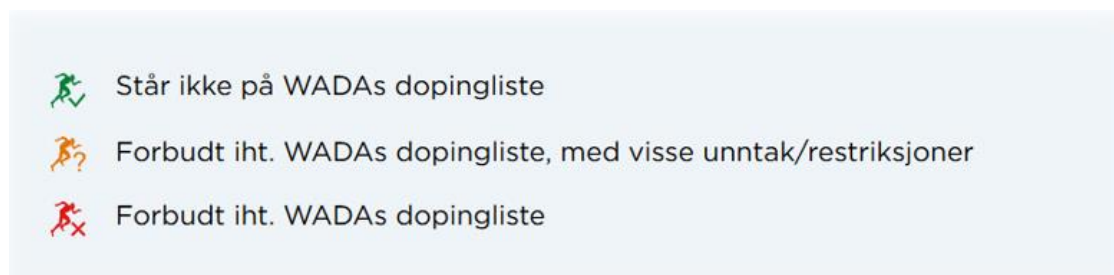 Står ikke på WADAs dopingliste
Forbudt iht. WADAs dopingliste, med visse unntak/restriksjoner
Forbudt iht. WADAs dopingliste